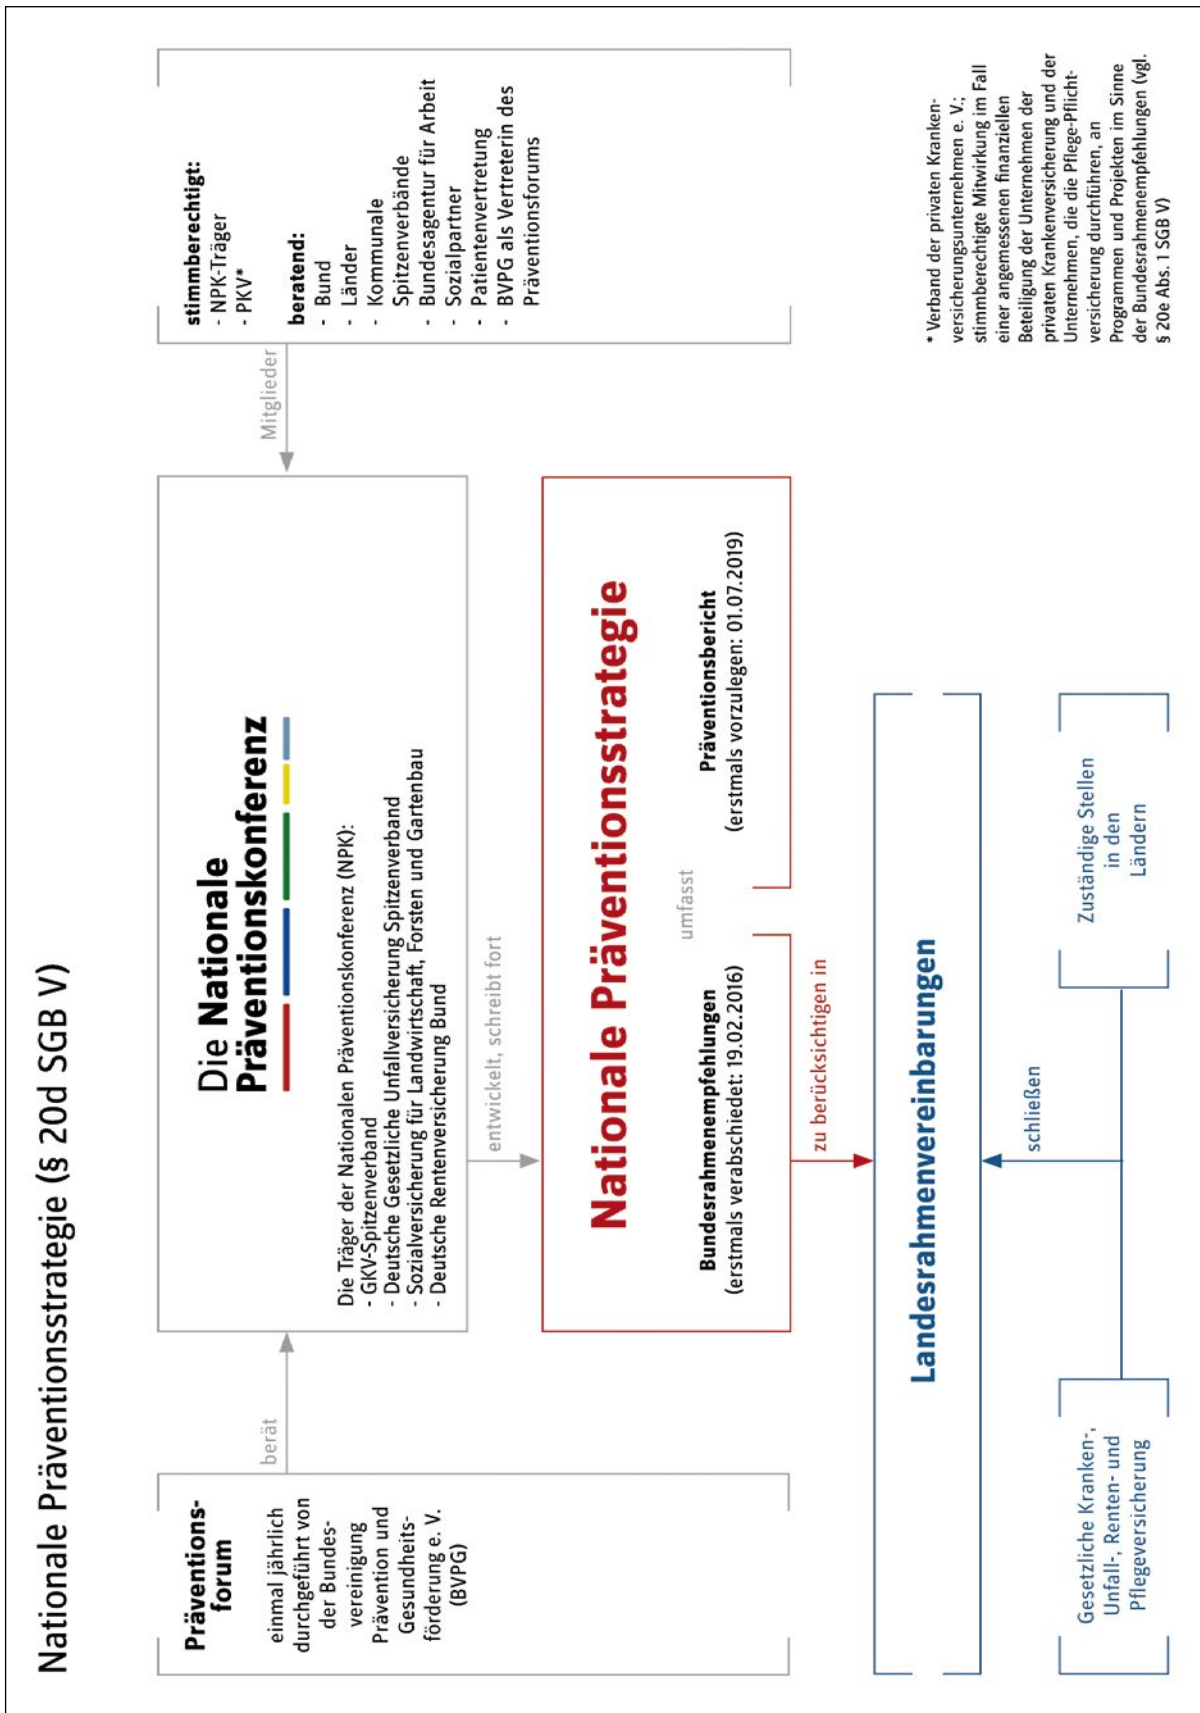 Nationale Präventionsstrategie (§ 20d SGB V)
Präventions-
forum
einmal jährlich
durchgeführt von
der Bundes-
vereinigung
Prävention und
Gesundheits-
förderung e. V.
(BVPG)
berät
Die Nationale
Präventionskonferenz
Die Träger der Nationalen Präventionskonferenz (NPK):
- GKV-Spitzenverband
- Deutsche Gesetzliche Unfallversicherung Spitzenverband
- Sozialversicherung für Landwirtschaft, Forsten und Gartenbau
- Deutsche Rentenversicherung Bund
Mitglieder
stimmberechtigt:
- NPK-Träger
- PKV*
beratend:
- Bund
- Länder
- Kommunale
Spitzenverbände
- Bundesagentur für Arbeit
- Sozialpartner
- Patientenvertretung
- BVPG als Vertreterin des
Präventionsforums
entwickelt, schreibt fort
Nationale Präventionsstrategie
umfasst
Bundesrahmenempfehlungen
(erstmals verabschiedet: 19.02.2016)
Präventionsbericht
(erstmals vorzulegen: 01.07.2019)
zu berücksichtigen in
Landesrahmenvereinbarungen
schließen
Gesetzliche Kranken-,
Unfall-, Renten- und
Pflegeversicherung
Zuständige Stellen
in den
Ländern
* Verband der privaten Kranken-
versicherungsunternehmen e. V.;
stimmberechtigte Mitwirkung im Fall
einer angemessenen finanziellen
Beteiligung der Unternehmen der
privaten Krankenversicherung und der
Unternehmen, die die Pflege-Pflicht-
versicherung durchführen, an
Programmen und Projekten im Sinne
der Bundesrahmenempfehlungen (vgl.
§ 20e Abs. 1 SGB V)